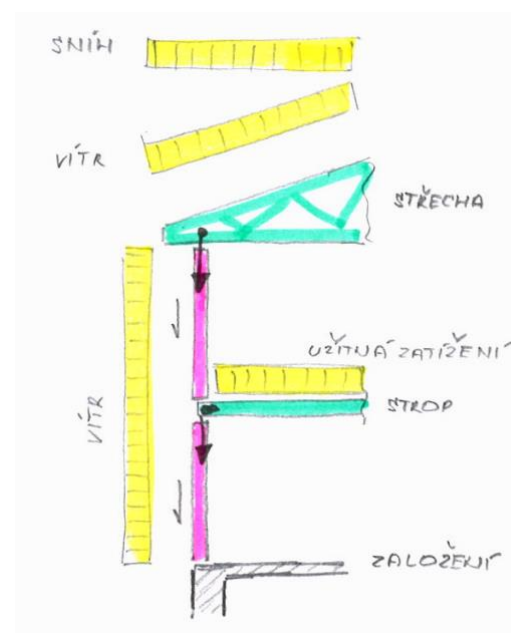 SNÍH
VÍTR
STŘECHA
UŽITNÁ ZATÍŽENÍ
VÍTR
STROP
ZALOŽENÍ